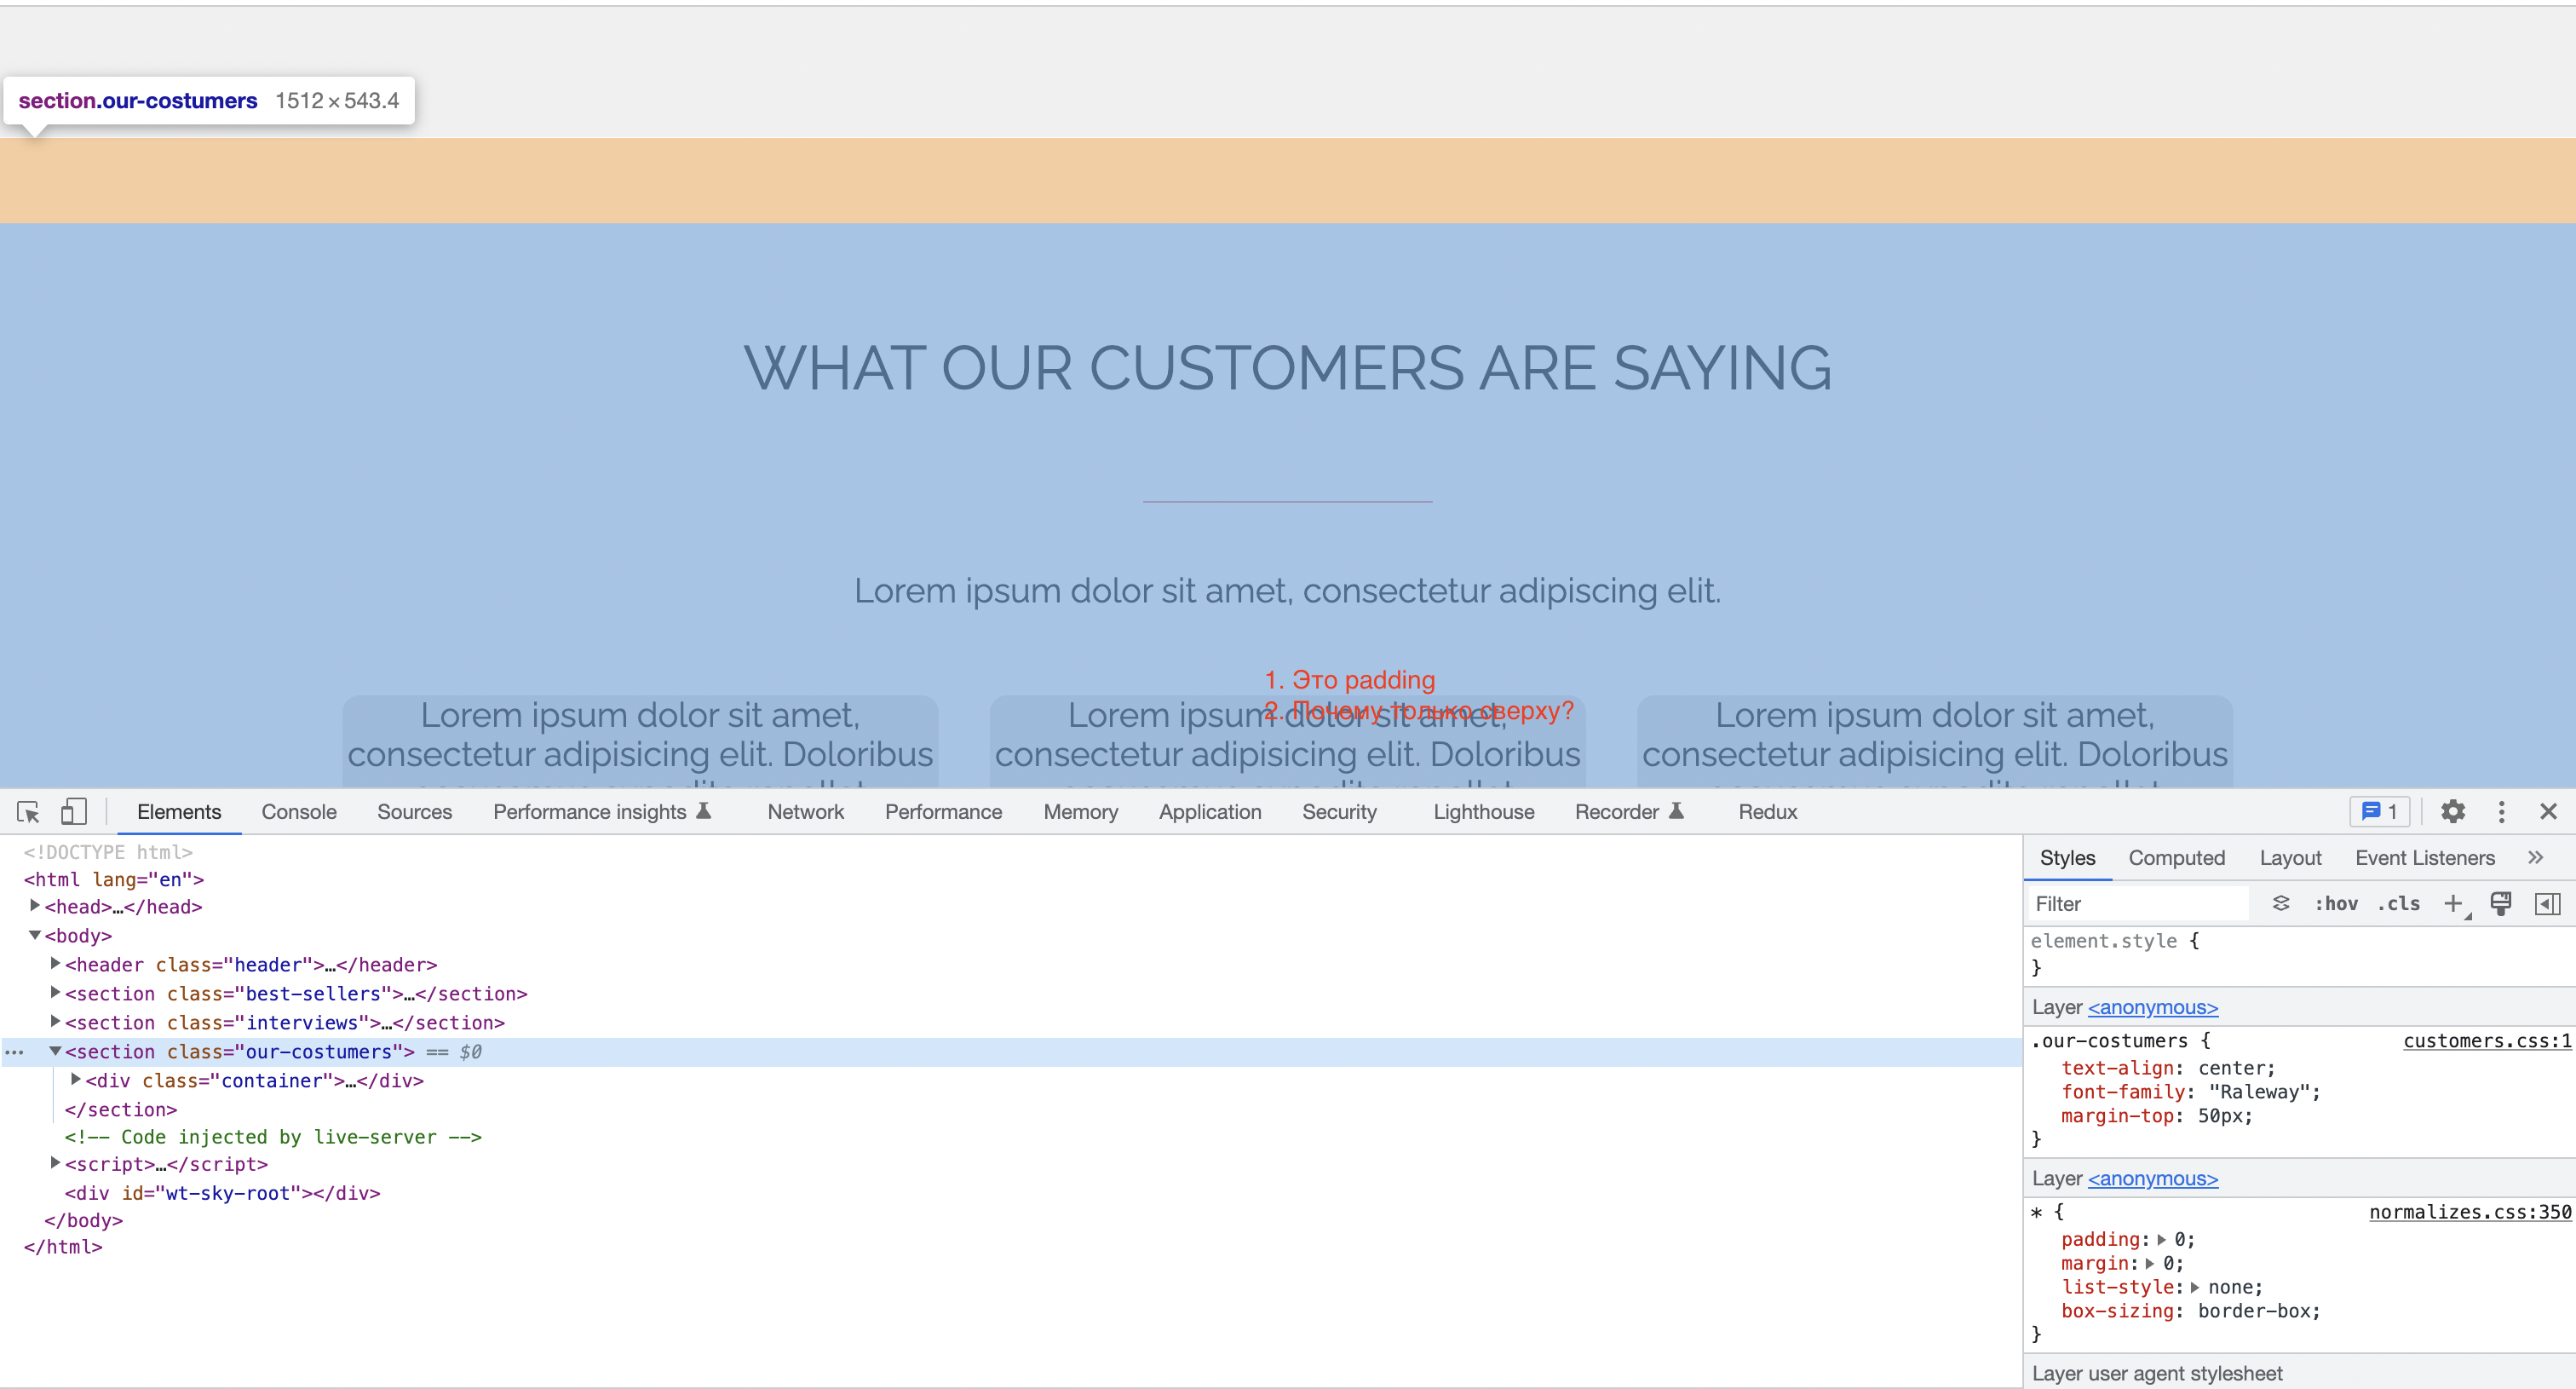 section.our-costumers 1512 × 543.4
WHAT OUR CUSTOMERS ARE SAYING
Lorem ipsum dolor sit amet, consectetur adipiscing elit.
1. Это padding
2. Почему только сверху?
Lorem ipsum dolor sit amet,
consectetur adipisicing elit. Doloribus
Lorem ipsum dolor sit amet,
consectetur adipisicing elit. Doloribus
Lorem ipsum dolor sit amet,
consectetur adipisicing elit. Doloribus
Elements Console Sources Performance insights Network Performance Memory Application Security Lighthouse Recorder Redux 1
<!DOCTYPE html>
<html lang="en">
<head>…</head>
<body>
<header class="header">…</header>
<section class="best-sellers">…</section>
<section class="interviews">…</section>
<section class="our-costumers"> == $0
<div class="container">…</div>
</section>
<!-- Code injected by live-server -->
<script>…</script>
<div id="wt-sky-root"></div>
</body>
</html>
Styles Computed Layout Event Listeners
Filter :hov .cls
element.style {
}
Layer <anonymous>
.our-costumers { customers.css:1
text-align: center;
font-family: "Raleway";
margin-top: 50px;
}
Layer <anonymous>
* { normalizes.css:350
padding: 0;
margin: 0;
list-style: none;
box-sizing: border-box;
}
Layer user agent stylesheet